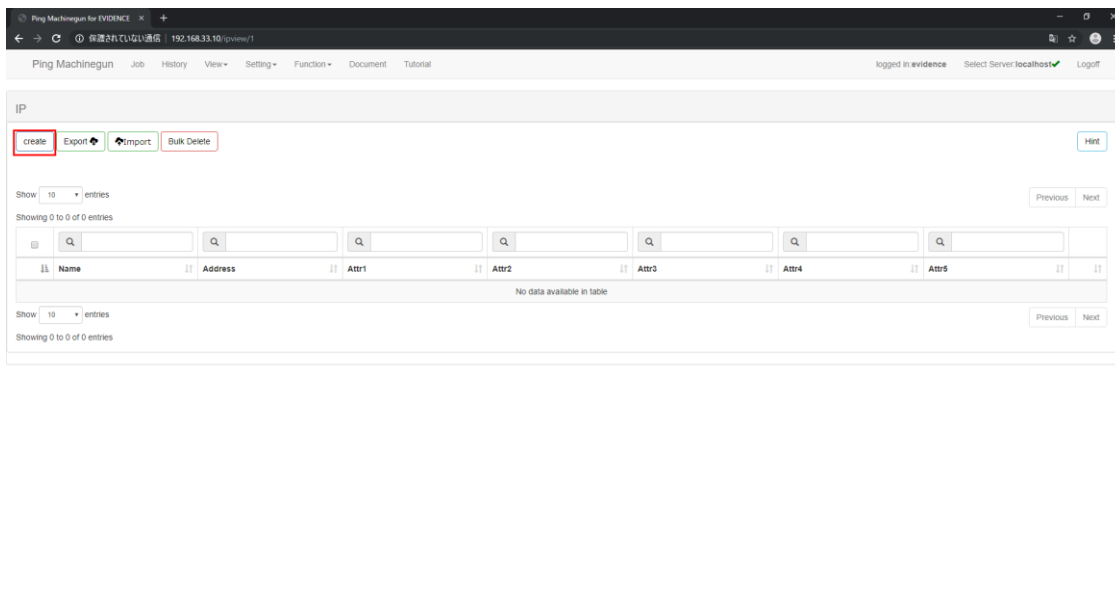 Ping Machinegun for EVIDENCE × +
保護されていない通信 | 192.168.33.10/ipview/1
Ping Machinegun Job History View Setting Function Document Tutorial logged in:evidence Select Server:localhost Logoff
IP
create Export Import Bulk Delete Hint
Show 10 entries Previous Next
Showing 0 to 0 of 0 entries
Name Address Attr1 Attr2 Attr3 Attr4 Attr5
No data available in table
Show 10 entries Previous Next
Showing 0 to 0 of 0 entries